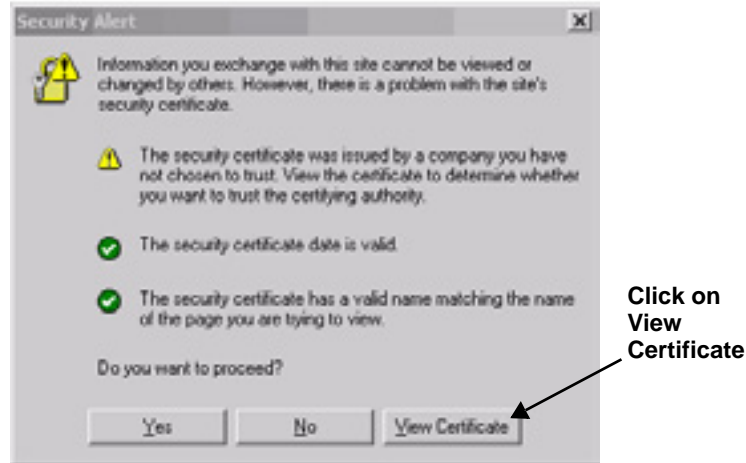 Security Alert
Information you exchange with this site cannot be viewed or
changed by others. However, there is a problem with the site's
security certificate.
The security certificate was issued by a company you have
not chosen to trust. View the certificate to determine whether
you want to trust the certifying authority.
The security certificate date is valid.
The security certificate has a valid name matching the name
of the page you are trying to view.
Do you want to proceed?
Yes No View Certificate
Click on
View
Certificate